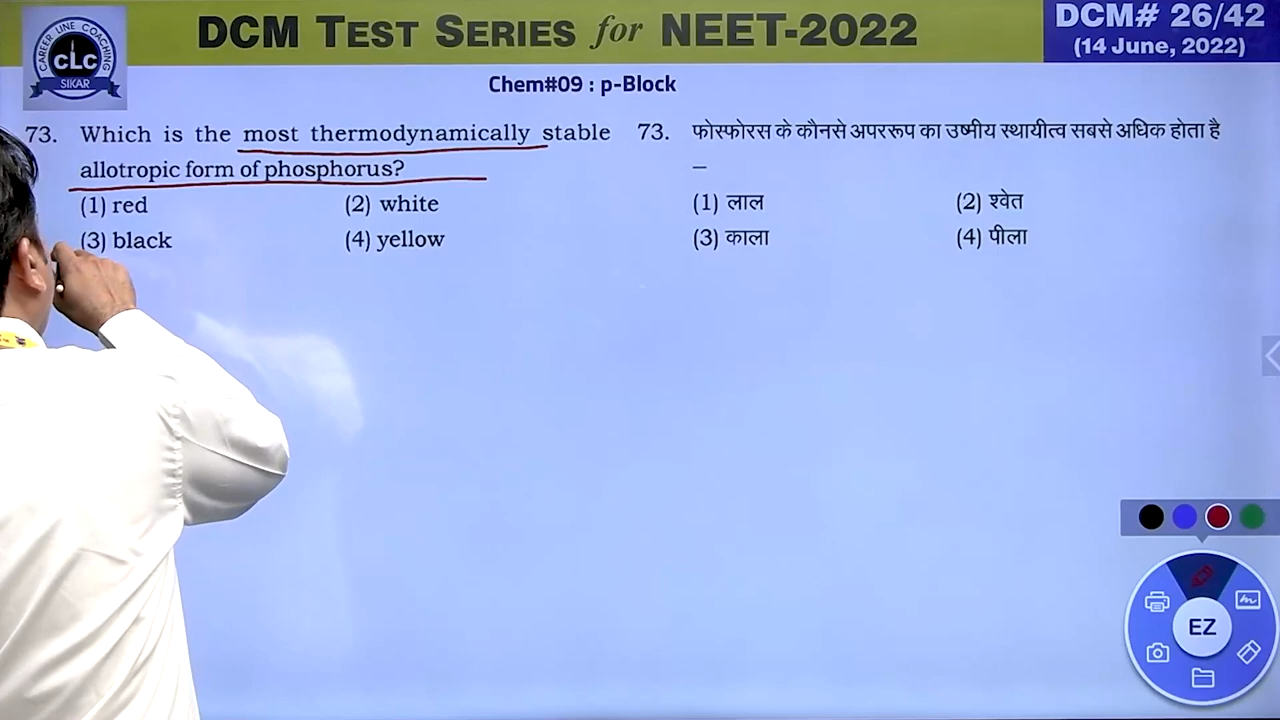 DCM TEST SERIES for NEET-2022
DCM# 26/42
(14 June, 2022)
CAREER LINE COACHING
CLC
SIKAR
Chem#09 : p-Block
73. Which is the most thermodynamically stable
allotropic form of phosphorus?
(1) red (2) white
(3) black (4) yellow
73. फोस्फोरस के कौनसे अपररूप का उष्मीय स्थायीत्व सबसे अधिक होता है
–
(1) लाल (2) श्वेत
(3) काला (4) पीला
EZ